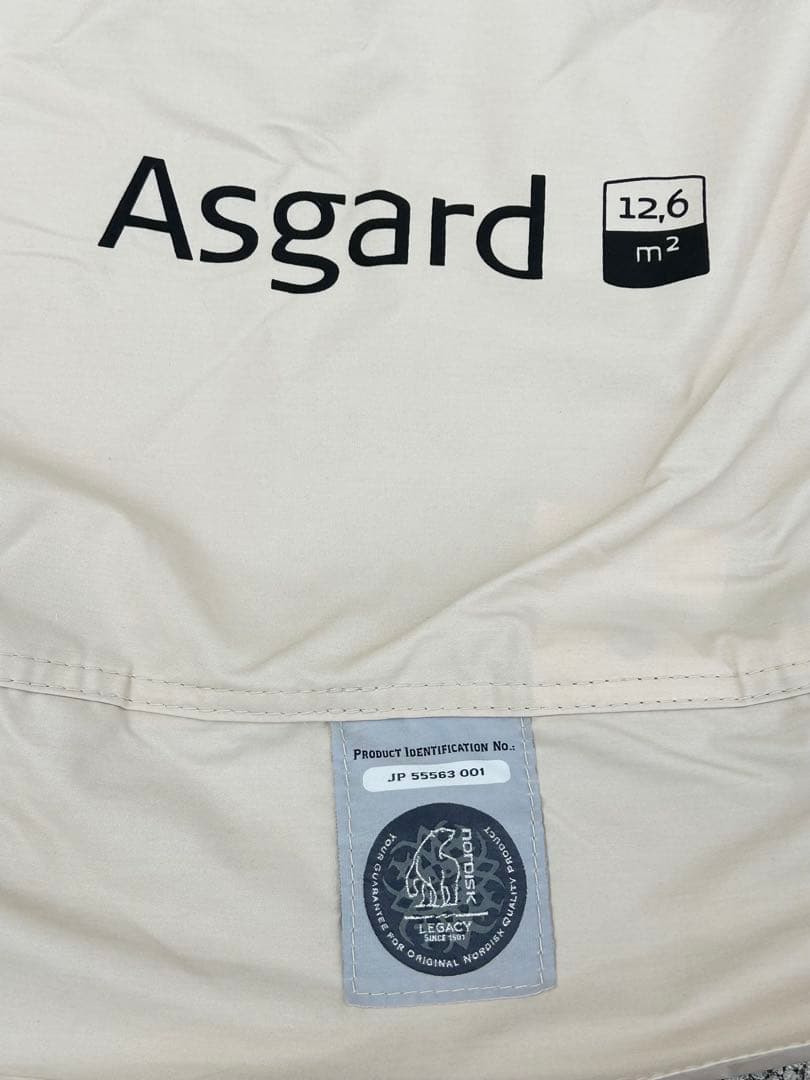 Asgard
12,6
m²
PRODUCT IDENTIFICATION NO.:
JP 55563 001
NORDISK
LEGACY
SINCE 1901
YOUR GUARANTEE FOR ORIGINAL NORDISK QUALITY PRODUCT